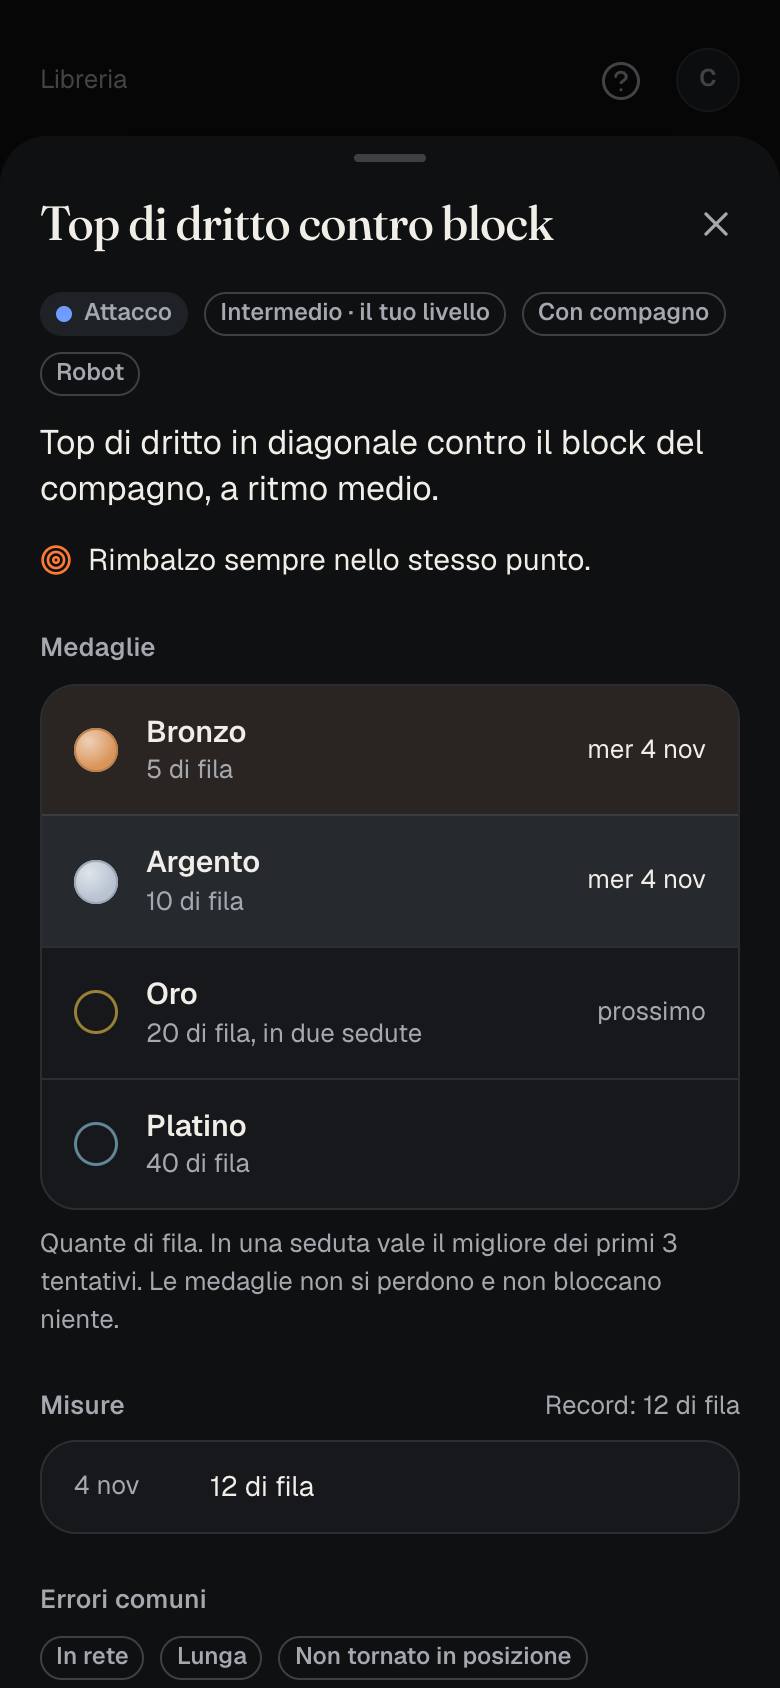 Libreria
C
Top di dritto contro block
Attacco
Intermedio · il tuo livello
Con compagno
Robot
Top di dritto in diagonale contro il block del
compagno, a ritmo medio.
Rimbalzo sempre nello stesso punto.
Medaglie
Bronzo
5 di fila
mer 4 nov
Argento
10 di fila
mer 4 nov
Oro
20 di fila, in due sedute
prossimo
Platino
40 di fila
Quante di fila. In una seduta vale il migliore dei primi 3
tentativi. Le medaglie non si perdono e non bloccano
niente.
Misure
Record: 12 di fila
4 nov
12 di fila
Errori comuni
In rete
Lunga
Non tornato in posizione